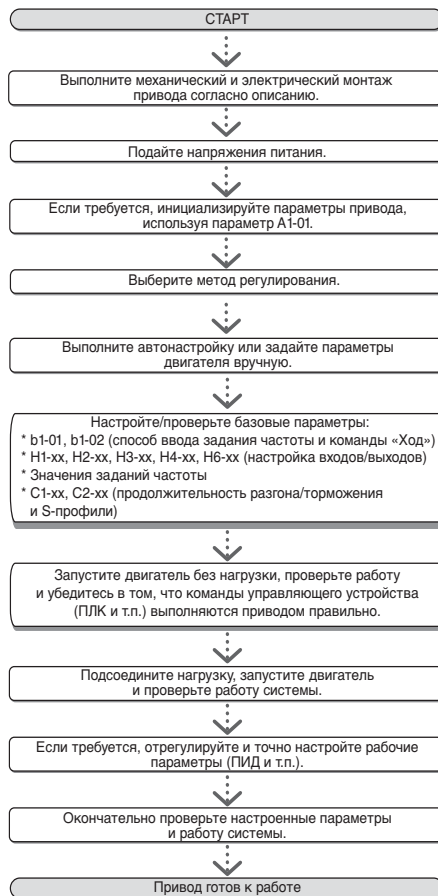 СТАРТ
Выполните механический и электрический монтаж
привода согласно описанию.
Подайте напряжения питания.
Если требуется, инициализируйте параметры привода,
используя параметр A1-01.
Выберите метод регулирования.
Выполните автонастройку или задайте параметры
двигателя вручную.
Настройте/проверьте базовые параметры:
* b1-01, b1-02 (способ ввода задания частоты и команды «Ход»)
* H1-xx, H2-xx, H3-xx, H4-xx, H6-xx (настройка входов/выходов)
* Значения заданий частоты
* C1-xx, C2-xx (продолжительность разгона/торможения
и S-профили)
Запустите двигатель без нагрузки, проверьте работу
и убедитесь в том, что команды управляющего устройства
(ПЛК и т.п.) выполняются приводом правильно.
Подсоедините нагрузку, запустите двигатель
и проверьте работу системы.
Если требуется, отрегулируйте и точно настройте рабочие
параметры (ПИД и т.п.).
Окончательно проверьте настроенные параметры
и работу системы.
Привод готов к работе